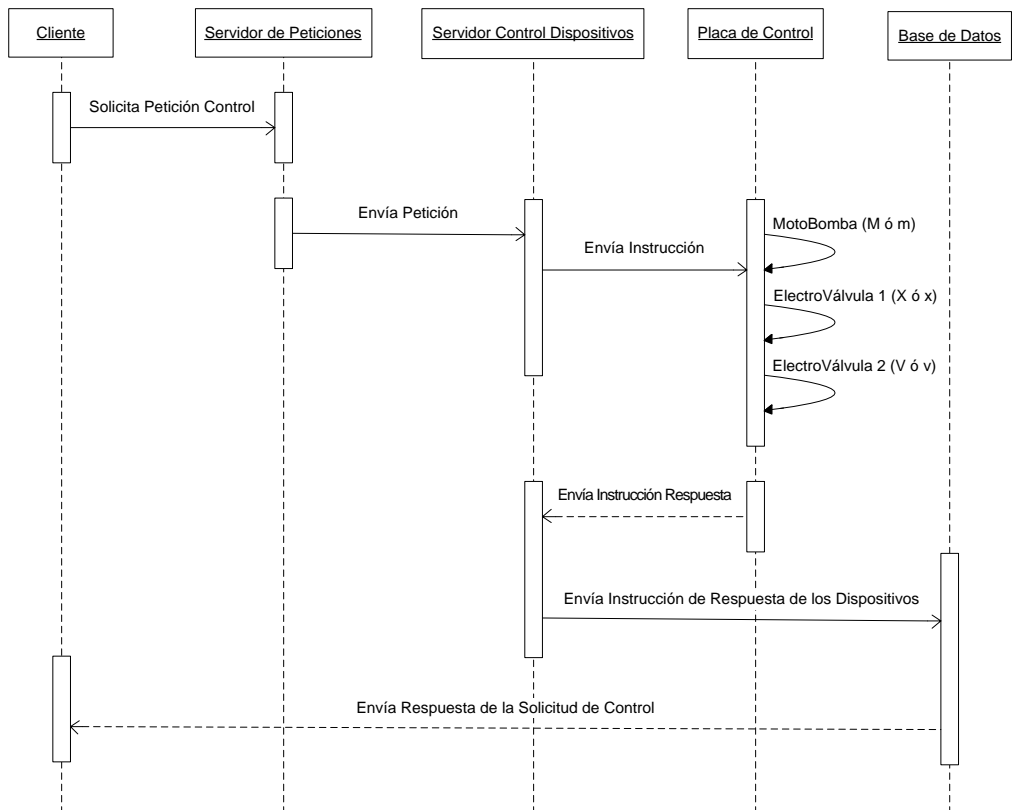 Cliente
Servidor de Peticiones
Servidor Control Dispositivos
Placa de Control
Base de Datos
Solicita Petición Control
Envía Petición
MotoBomba (M ó m)
Envía Instrucción
ElectroVálvula 1 (X ó x)
ElectroVálvula 2 (V ó v)
Envía Instrucción Respuesta
Envía Instrucción de Respuesta de los Dispositivos
Envía Respuesta de la Solicitud de Control